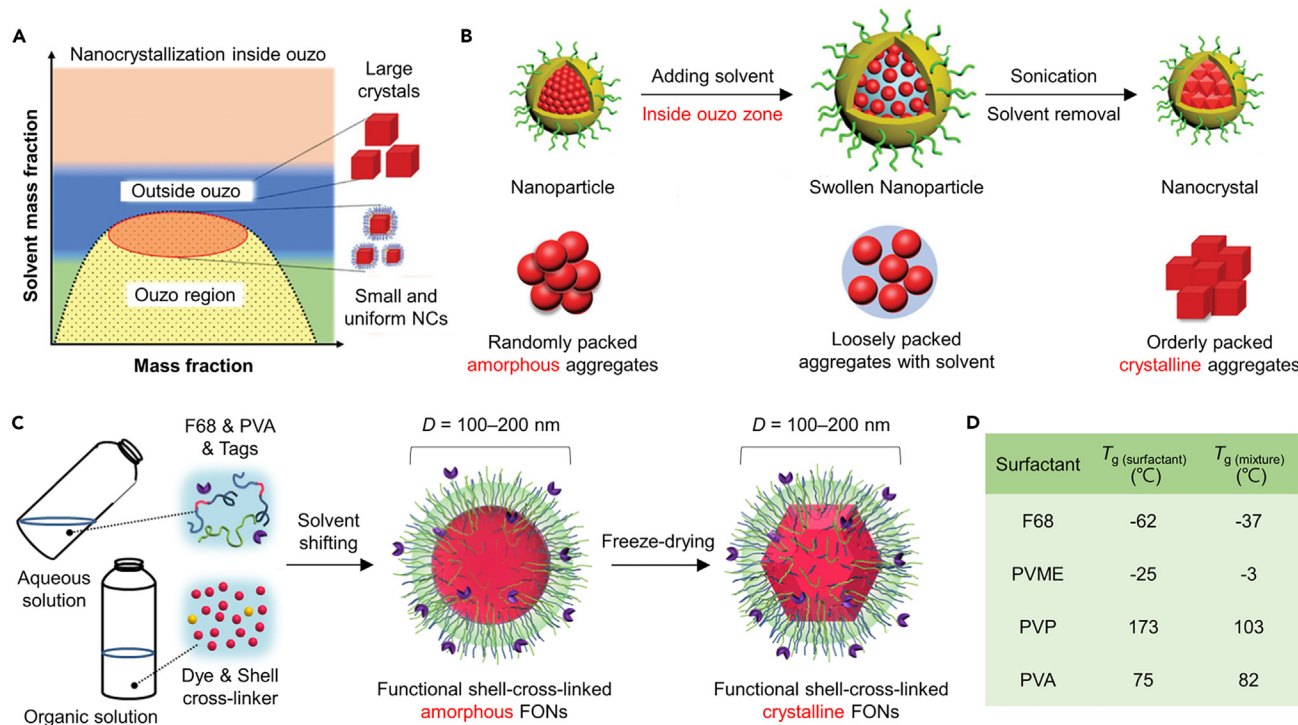 A
Nanocrystallization inside ouzo
Large
crystals
Outside ouzo
Ouzo region
Small and
uniform NCs
Solvent mass fraction
Mass fraction
B
Adding solvent
Inside ouzo zone
Sonication
Solvent removal
Nanoparticle
Swollen Nanoparticle
Nanocrystal
Randomly packed
amorphous aggregates
Loosely packed
aggregates with solvent
Orderly packed
crystalline aggregates
C
F68 & PVA
& Tags
Aqueous
solution
Dye & Shell
cross-linker
Organic solution
Solvent
shifting
D = 100–200 nm
Freeze-drying
D = 100–200 nm
Functional shell-cross-linked
amorphous FONs
Functional shell-cross-linked
crystalline FONs
D
Surfactant Tg (surfactant) (℃) Tg (mixture) (℃)
F68 -62 -37
PVME -25 -3
PVP 173 103
PVA 75 82